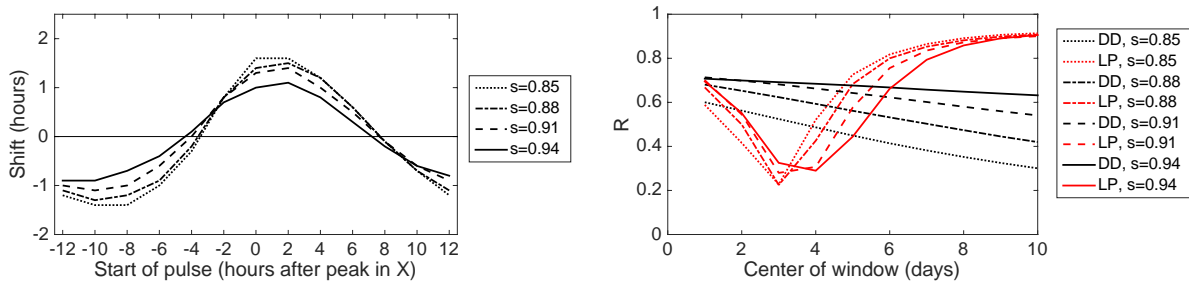 2
1
0
-1
-2
Shift (hours)
-12 -10 -8 -6 -4 -2 0 2 4 6 8 10 12
Start of pulse (hours after peak in X)
s=0.85
s=0.88
s=0.91
s=0.94
1
0.8
0.6
0.4
0.2
0
R
0 2 4 6 8 10
Center of window (days)
DD, s=0.85
LP, s=0.85
DD, s=0.88
LP, s=0.88
DD, s=0.91
LP, s=0.91
DD, s=0.94
LP, s=0.94